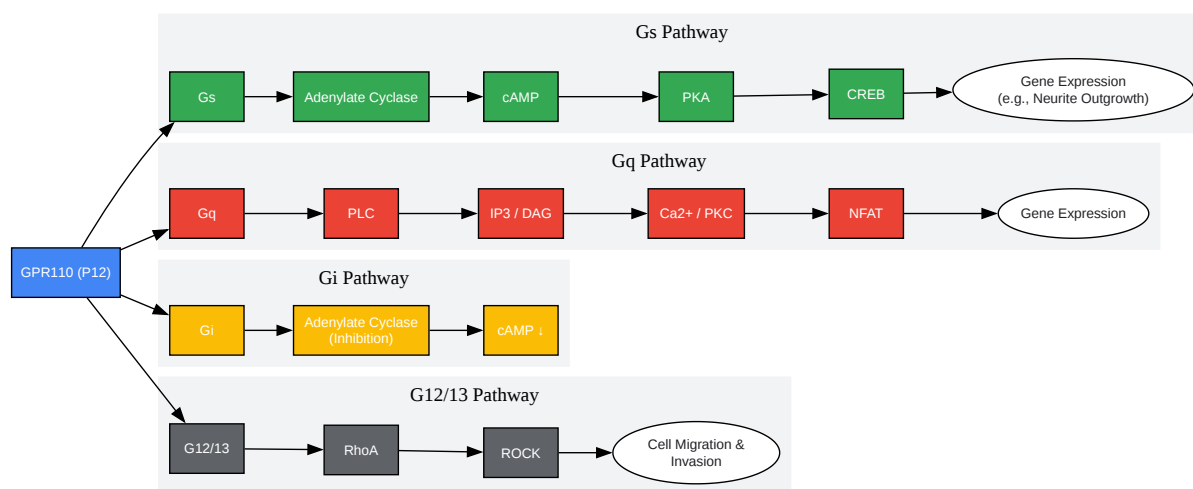 Gs Pathway
Gs
Adenylate Cyclase
cAMP
PKA
CREB
Gene Expression
(e.g., Neurite Outgrowth)
Gq Pathway
Gq
PLC
IP3 / DAG
Ca2+ / PKC
NFAT
Gene Expression
GPR110 (P12)
Gi Pathway
Gi
Adenylate Cyclase
(Inhibition)
cAMP ↓
G12/13 Pathway
G12/13
RhoA
ROCK
Cell Migration &
Invasion